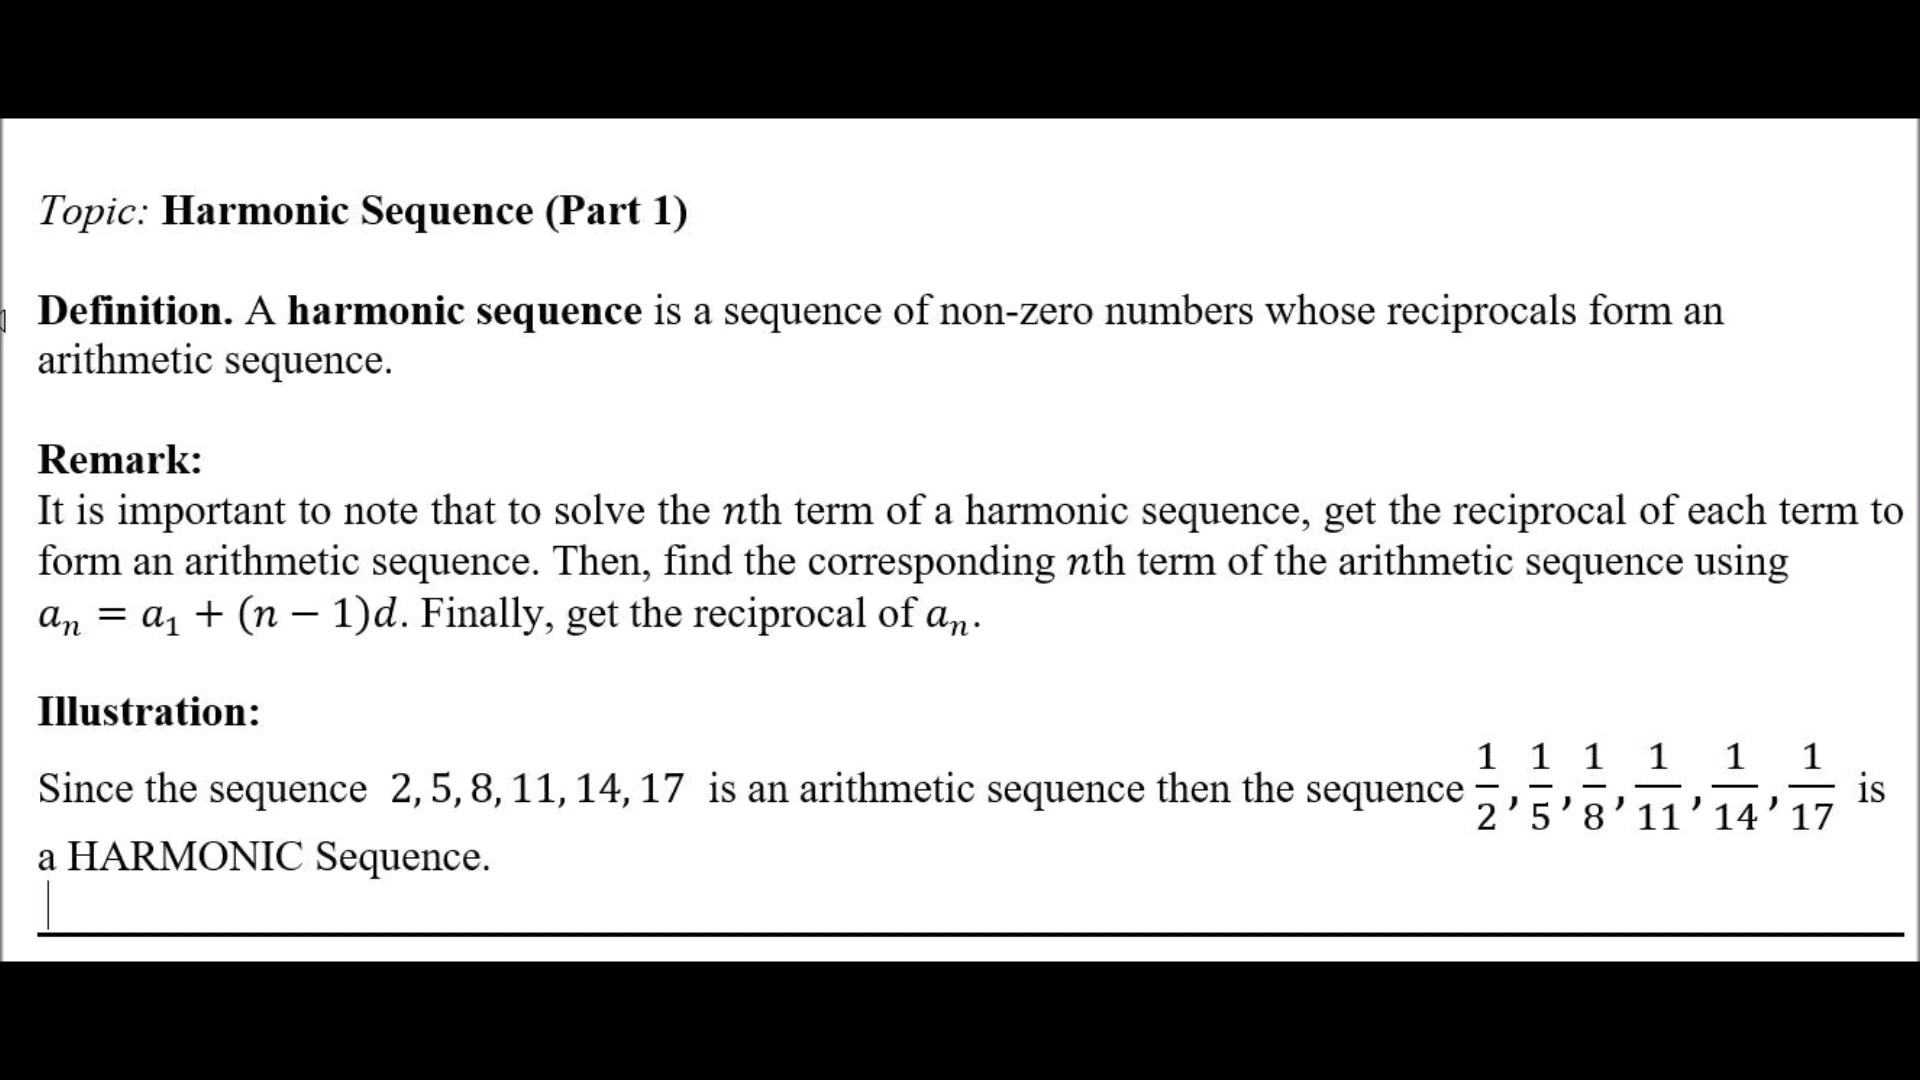 Topic: Harmonic Sequence (Part 1)
Definition. A harmonic sequence is a sequence of non-zero numbers whose reciprocals form an
arithmetic sequence.
Remark:
It is important to note that to solve the nth term of a harmonic sequence, get the reciprocal of each term to
form an arithmetic sequence. Then, find the corresponding nth term of the arithmetic sequence using
aₙ = a₁ + (n − 1)d. Finally, get the reciprocal of aₙ.
Illustration:
Since the sequence 2, 5, 8, 11, 14, 17 is an arithmetic sequence then the sequence 1/2, 1/5, 1/8, 1/11, 1/14, 1/17 is
a HARMONIC Sequence.